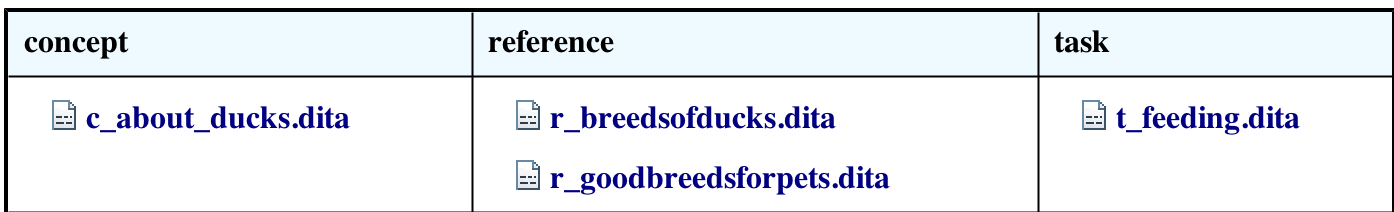 concept reference task
c_about_ducks.dita r_breedsofducks.dita t_feeding.dita
r_goodbreedsforpets.dita